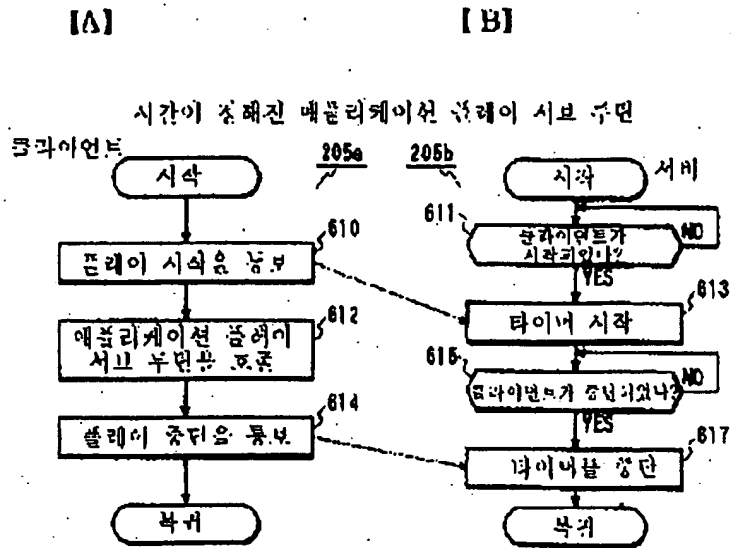 【A】
【B】
시간이 정해진 애플리케이션 플레이 서브 루틴
클라이언트
205a
205b
서버
시작
610
플레이 시작을 통보
612
애플리케이션 플레이
서브 루틴을 호출
614
플레이 중단을 통보
복귀
시작
611
클라이언트가
시작되었나?
NO
YES
613
타이머 시작
615
클라이언트가 중단되었나?
NO
YES
617
타이머를 중단
복귀